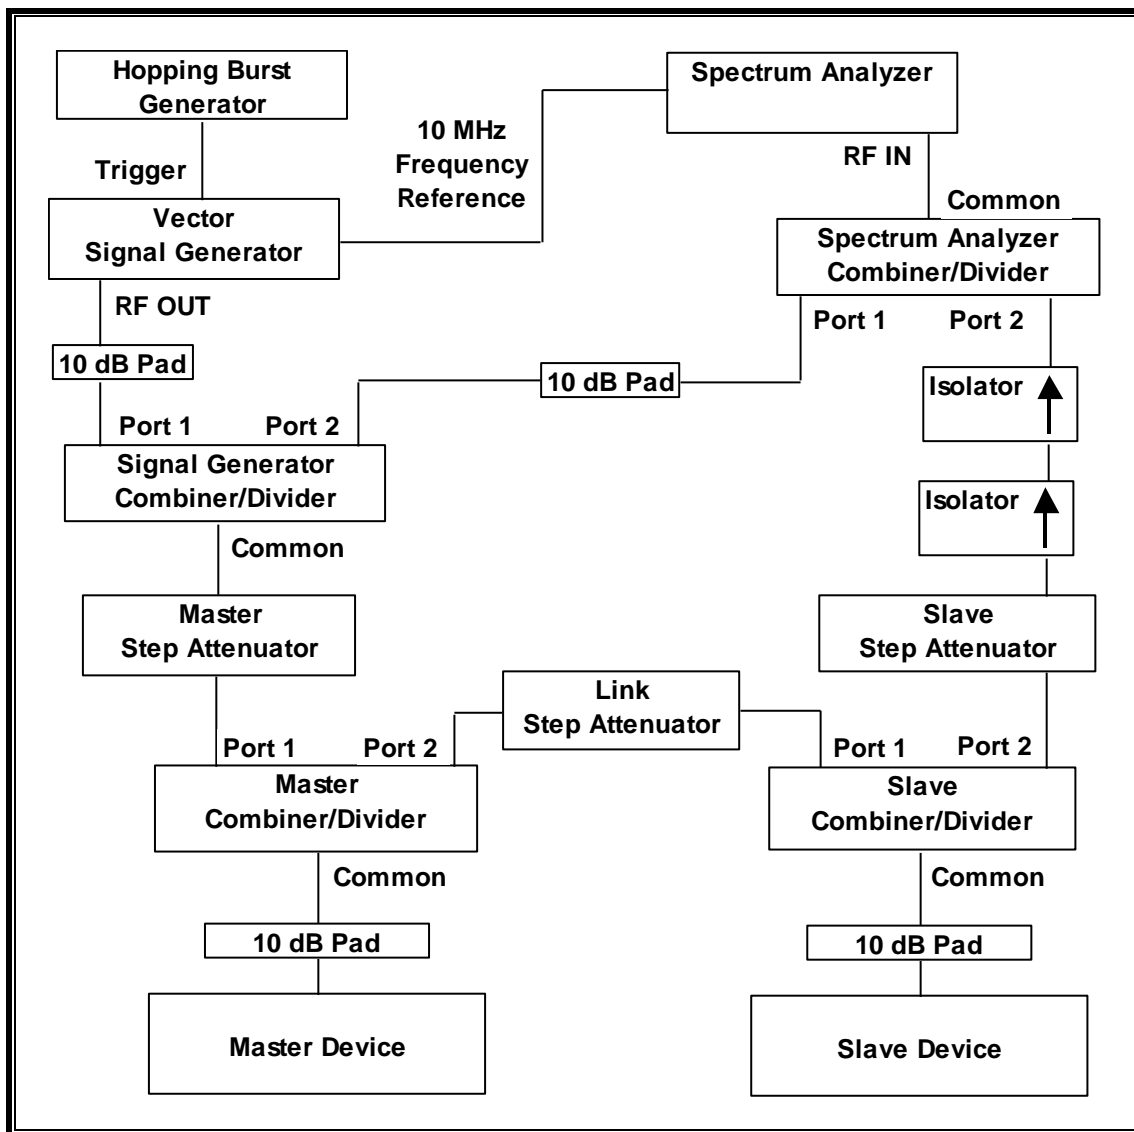 Hopping Burst
Generator
Spectrum Analyzer
10 MHz
Frequency
Reference
Trigger
RF IN
Vector
Signal Generator
Common
Spectrum Analyzer
Combiner/Divider
RF OUT
Port 1
Port 2
10 dB Pad
10 dB Pad
Isolator
Port 1
Port 2
Signal Generator
Combiner/Divider
Isolator
Common
Master
Step Attenuator
Slave
Step Attenuator
Link
Step Attenuator
Port 1
Port 2
Port 1
Port 2
Master
Combiner/Divider
Slave
Combiner/Divider
Common
Common
10 dB Pad
10 dB Pad
Master Device
Slave Device